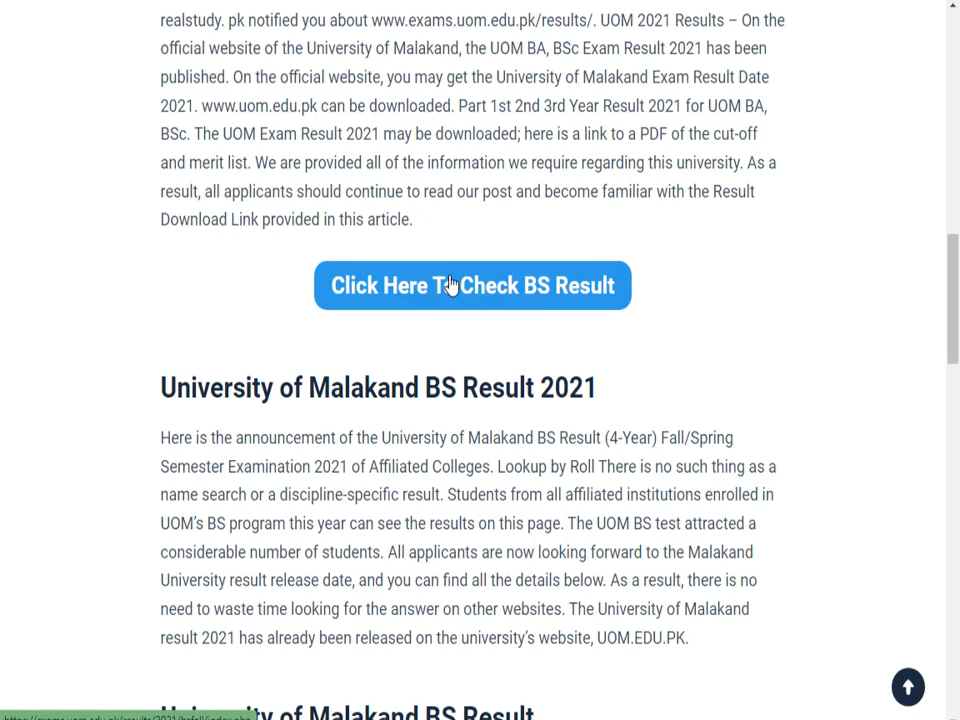 realstudy. pk notified you about www.exams.uom.edu.pk/results/. UOM 2021 Results – On the
official website of the University of Malakand, the UOM BA, BSc Exam Result 2021 has been
published. On the official website, you may get the University of Malakand Exam Result Date
2021. www.uom.edu.pk can be downloaded. Part 1st 2nd 3rd Year Result 2021 for UOM BA,
BSc. The UOM Exam Result 2021 may be downloaded; here is a link to a PDF of the cut-off
and merit list. We are provided all of the information we require regarding this university. As a
result, all applicants should continue to read our post and become familiar with the Result
Download Link provided in this article.
Click Here To Check BS Result
University of Malakand BS Result 2021
Here is the announcement of the University of Malakand BS Result (4-Year) Fall/Spring
Semester Examination 2021 of Affiliated Colleges. Lookup by Roll There is no such thing as a
name search or a discipline-specific result. Students from all affiliated institutions enrolled in
UOM's BS program this year can see the results on this page. The UOM BS test attracted a
considerable number of students. All applicants are now looking forward to the Malakand
University result release date, and you can find all the details below. As a result, there is no
need to waste time looking for the answer on other websites. The University of Malakand
result 2021 has already been released on the university's website, UOM.EDU.PK.
University of Malakand BS Result